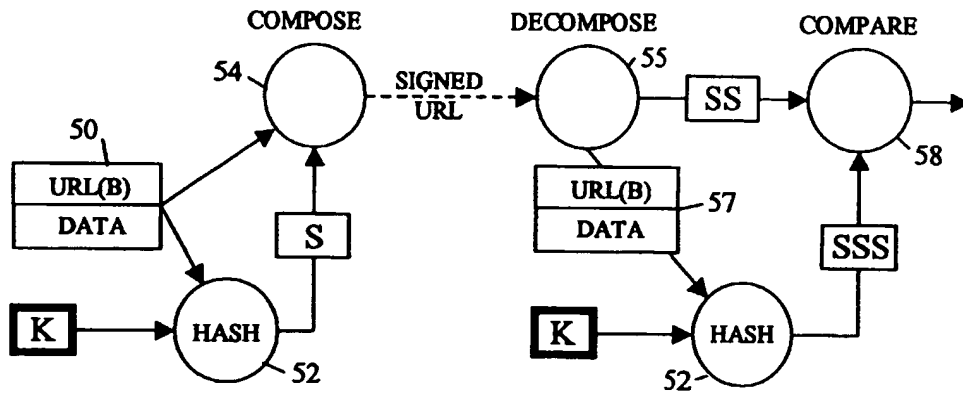 COMPOSE
DECOMPOSE
COMPARE
54
55
SIGNED
URL
SS
58
50
URL(B)
DATA
S
URL(B)
DATA
57
SSS
K
HASH
52
K
HASH
52